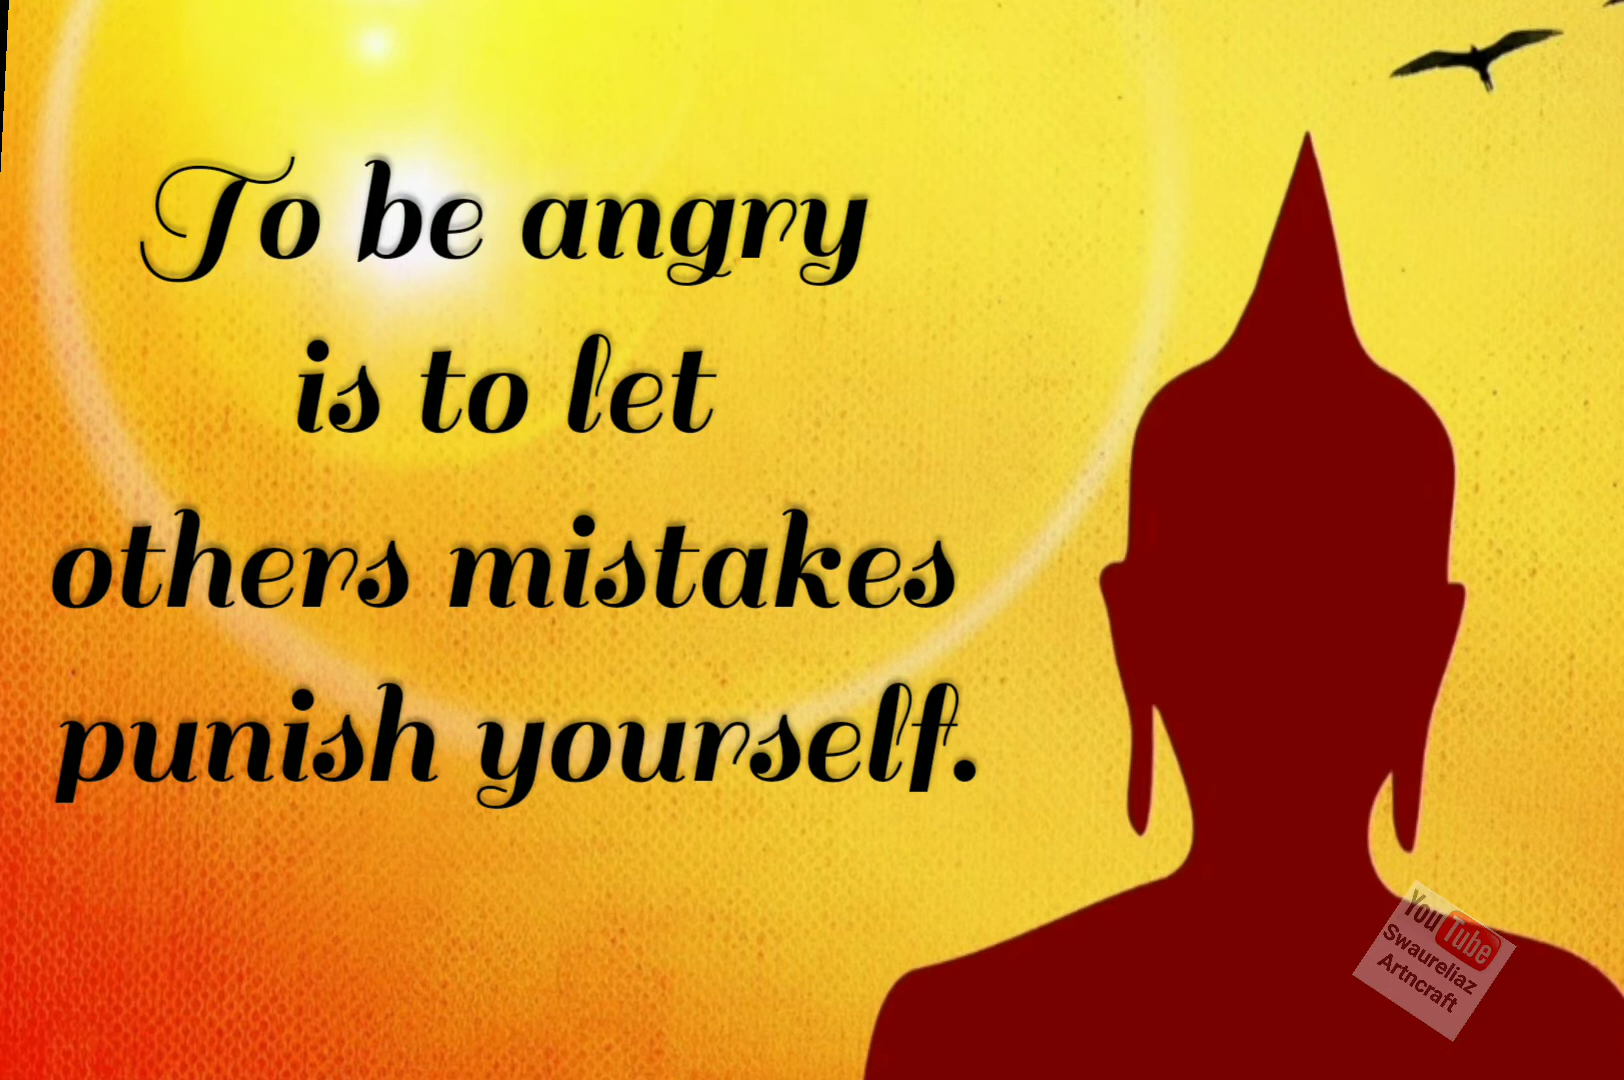 To be angry
is to let
others mistakes
punish yourself.
YouTube
Swaureliaz
Artncraft